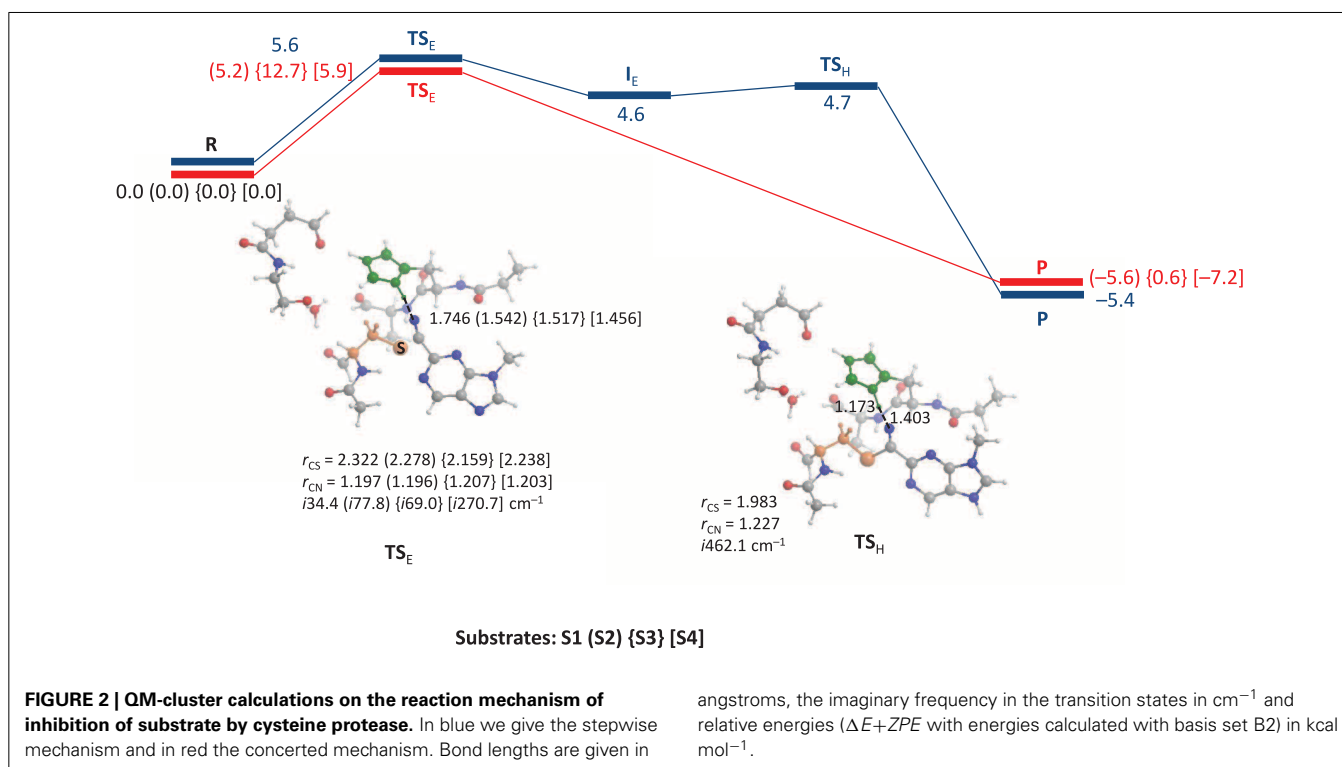 TS_E
5.6
(5.2) {12.7} [5.9]
TS_E
I_E
4.6
TS_H
4.7
R
0.0 (0.0) {0.0} [0.0]
P
(−5.6) {0.6} [−7.2]
−5.4
P
1.746 (1.542) {1.517} [1.456]
S
r_CS = 2.322 (2.278) {2.159} [2.238]
r_CN = 1.197 (1.196) {1.207} [1.203]
i34.4 (i77.8) {i69.0} [i270.7] cm⁻¹
TS_E
1.173
1.403
r_CS = 1.983
r_CN = 1.227
i462.1 cm⁻¹
TS_H
Substrates: S1 (S2) {S3} [S4]
FIGURE 2 | QM-cluster calculations on the reaction mechanism of
inhibition of substrate by cysteine protease. In blue we give the stepwise
mechanism and in red the concerted mechanism. Bond lengths are given in
angstroms, the imaginary frequency in the transition states in cm⁻¹ and
relative energies (ΔE+ZPE with energies calculated with basis set B2) in kcal
mol⁻¹.